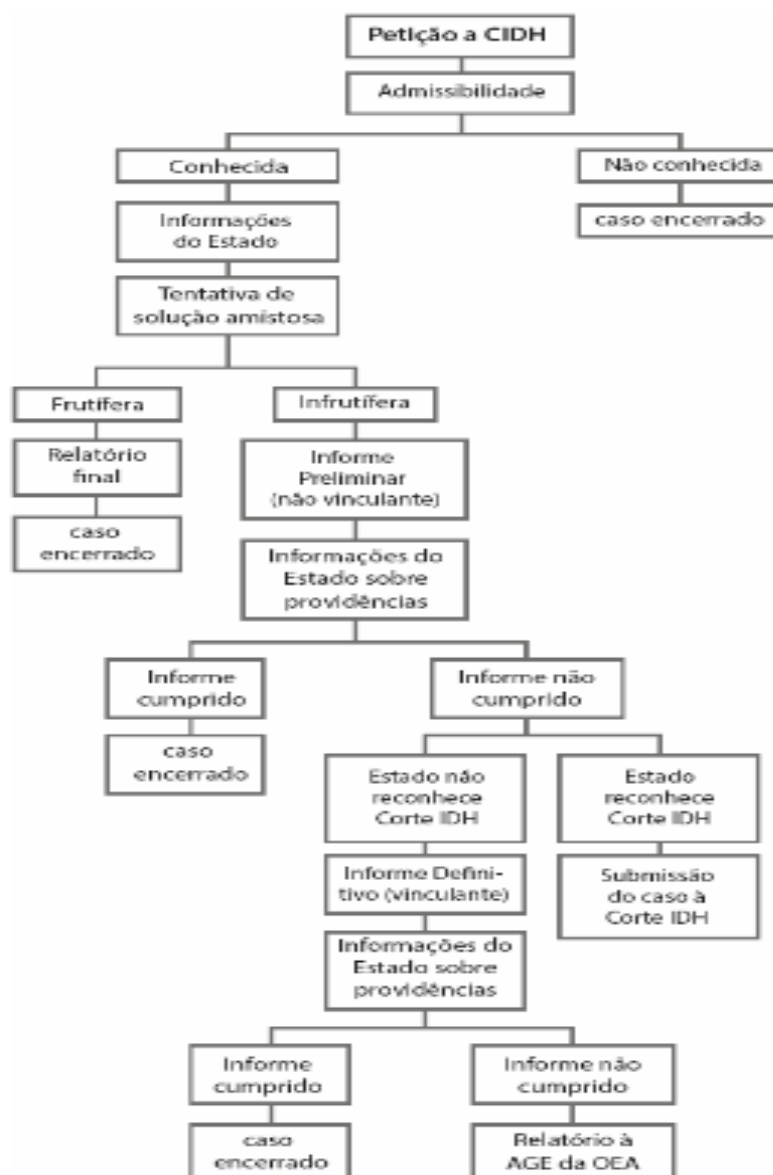 Petição a CIDH
Admissibilidade
Conhecida
Não conhecida
Informações
do Estado
caso encerrado
Tentativa de
solução amistosa
Frutífera
Infrutífera
Relatório
final
Informe
Preliminar
(não vinculante)
caso
encerrado
Informações do
Estado sobre
providências
Informe
cumprido
Informe não
cumprido
caso
encerrado
Estado não
reconhece
Corte IDH
Estado
reconhece
Corte IDH
Informe Defini-
tivo (vinculante)
Submissão
do caso à
Corte IDH
Informações do
Estado sobre
providências
Informe
cumprido
Informe não
cumprido
caso
encerrado
Relatório à
AGE da OEA